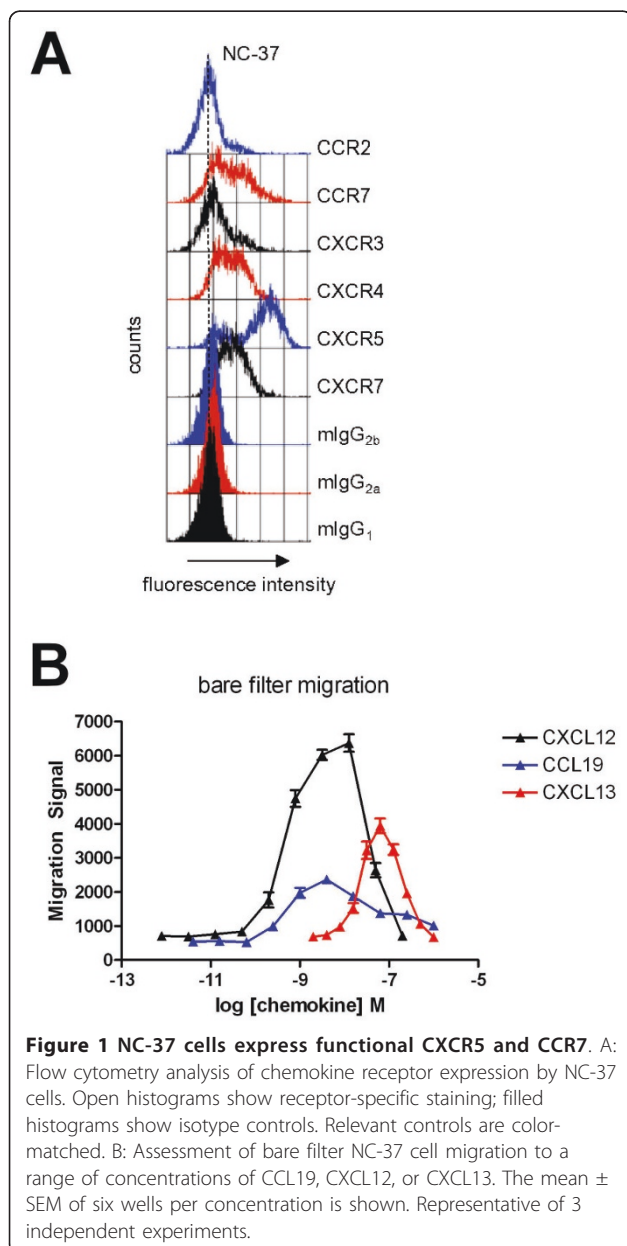 A
NC-37
CCR2
CCR7
CXCR3
CXCR4
CXCR5
CXCR7
mIgG2b
mIgG2a
mIgG1
counts
fluorescence intensity
B
bare filter migration
7000
6000
5000
4000
3000
2000
1000
0
Migration Signal
-13
-11
-9
-7
-5
log [chemokine] M
CXCL12
CCL19
CXCL13
Figure 1 NC-37 cells express functional CXCR5 and CCR7. A:
Flow cytometry analysis of chemokine receptor expression by NC-37
cells. Open histograms show receptor-specific staining; filled
histograms show isotype controls. Relevant controls are color-
matched. B: Assessment of bare filter NC-37 cell migration to a
range of concentrations of CCL19, CXCL12, or CXCL13. The mean ±
SEM of six wells per concentration is shown. Representative of 3
independent experiments.